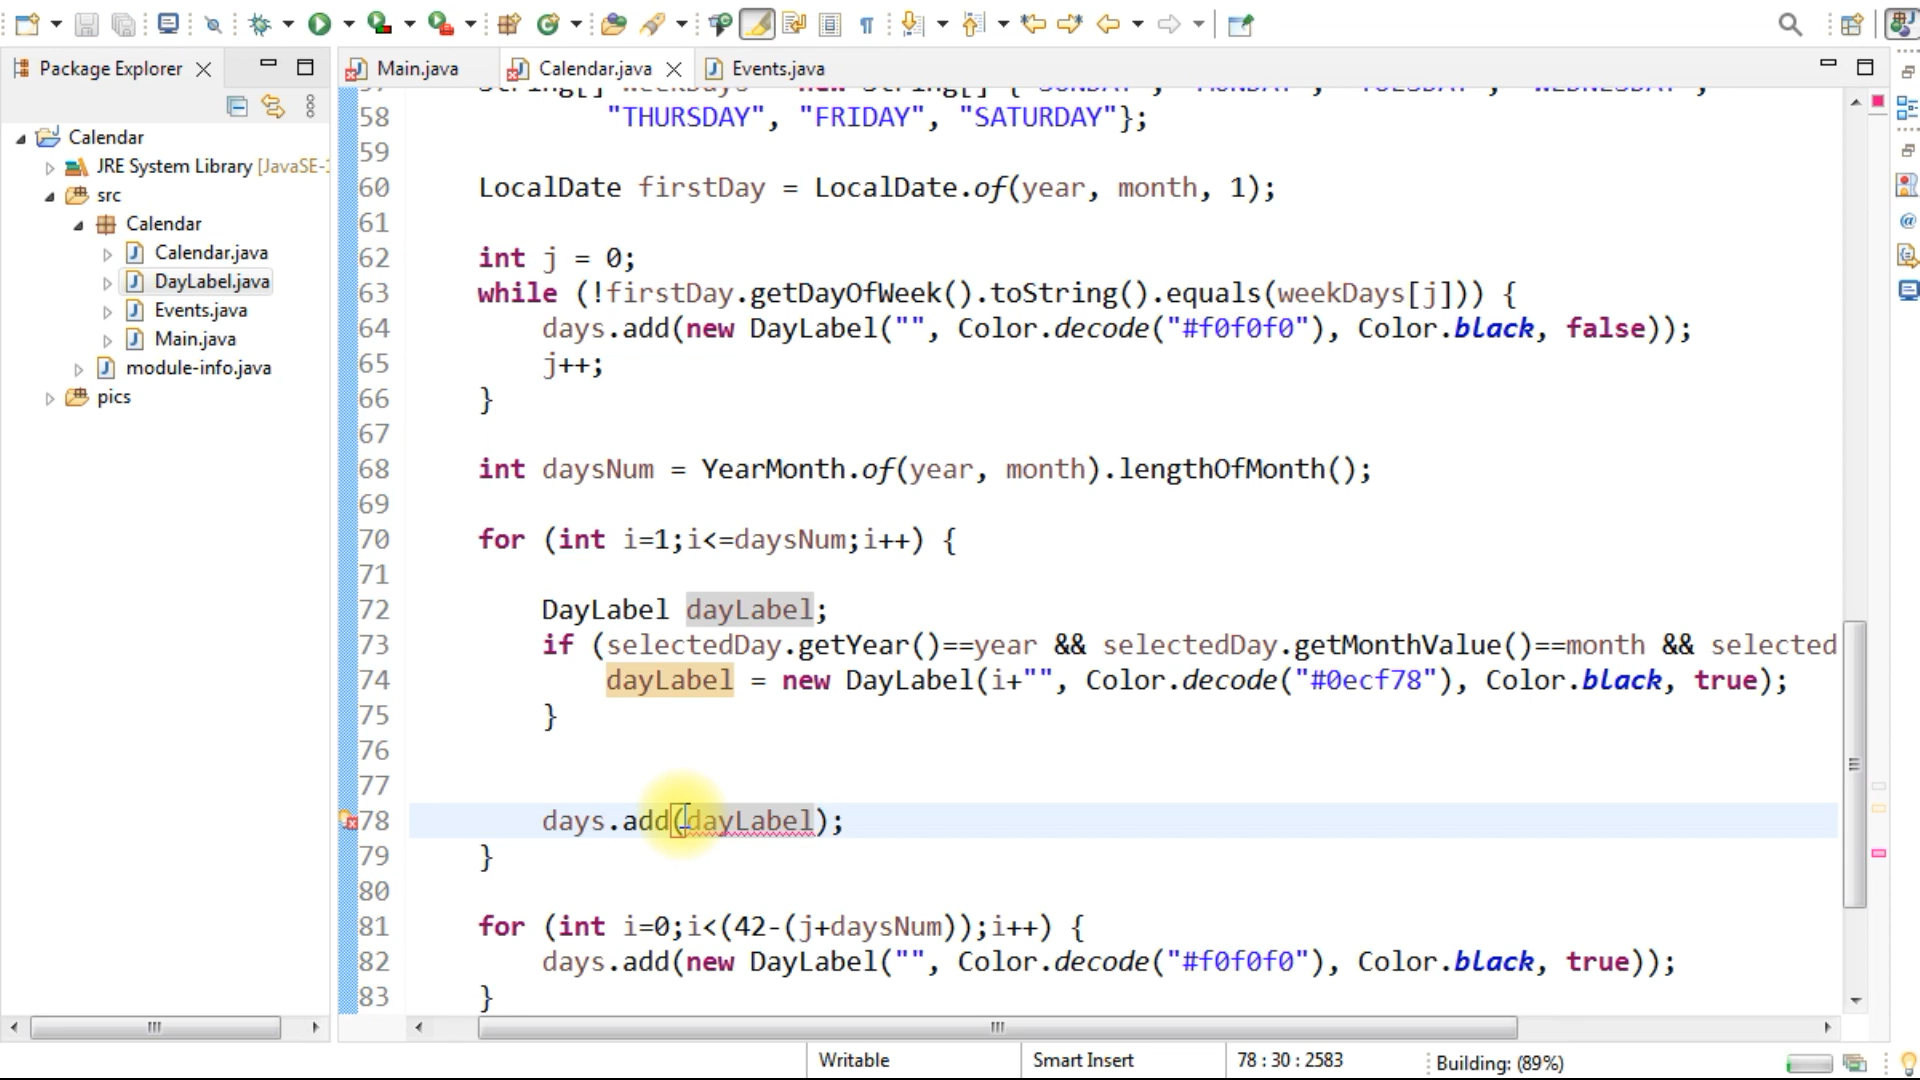 Package Explorer
Main.java
Calendar.java
Events.java
Calendar
JRE System Library [JavaSE-1
src
Calendar
Calendar.java
DayLabel.java
Events.java
Main.java
module-info.java
pics
58 "THURSDAY", "FRIDAY", "SATURDAY"};
59
60 LocalDate firstDay = LocalDate.of(year, month, 1);
61
62 int j = 0;
63 while (!firstDay.getDayOfWeek().toString().equals(weekDays[j])) {
64 days.add(new DayLabel("", Color.decode("#f0f0f0"), Color.black, false));
65 j++;
66 }
67
68 int daysNum = YearMonth.of(year, month).lengthOfMonth();
69
70 for (int i=1;i<=daysNum;i++) {
71
72 DayLabel dayLabel;
73 if (selectedDay.getYear()==year && selectedDay.getMonthValue()==month && selected
74 dayLabel = new DayLabel(i+"", Color.decode("#0ecf78"), Color.black, true);
75 }
76
77
78 days.add(dayLabel);
79 }
80
81 for (int i=0;i<(42-(j+daysNum));i++) {
82 days.add(new DayLabel("", Color.decode("#f0f0f0"), Color.black, true));
83 }
Writable
Smart Insert
78 : 30 : 2583
Building: (89%)